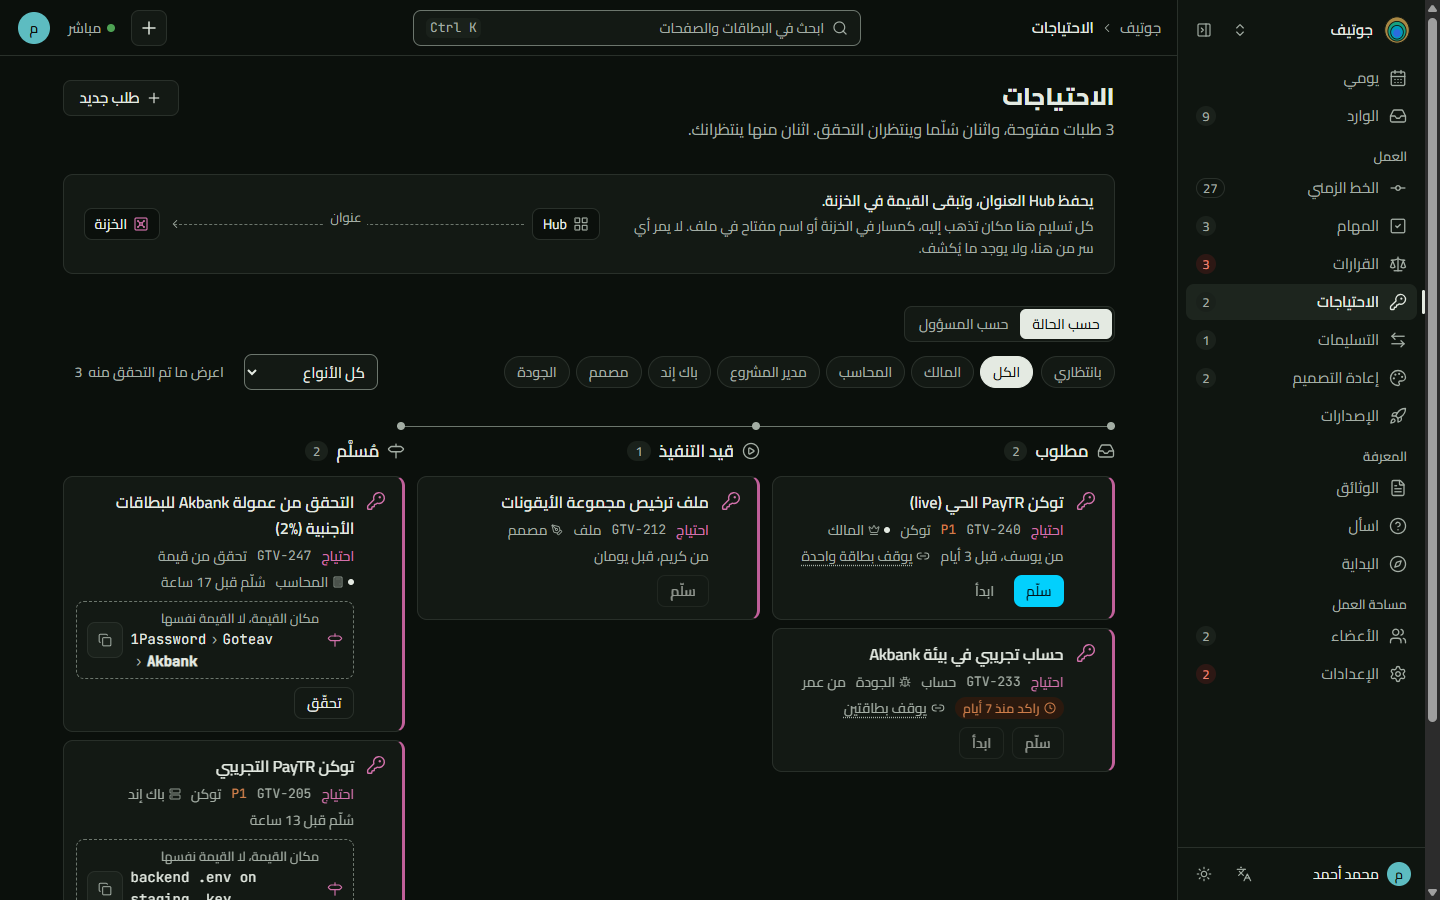 جوتيف
يومي
الوارد 9
العمل
الخط الزمني 27
المهام 3
القرارات 3
الاحتياجات 2
التسليمات 1
إعادة التصميم 2
الإصدارات
المعرفة
الوثائق
اسأل
البداية
مساحة العمل
الأعضاء 2
الإعدادات 2
م محمد أحمد
جوتيف › الاحتياجات
ابحث في البطاقات والصفحات Ctrl K
مباشر م
الاحتياجات
3 طلبات مفتوحة، واثنان سُلّما وينتظران التحقق. اثنان منها ينتظرانك.
طلب جديد
يحفظ Hub العنوان، وتبقى القيمة في الخزنة.
كل تسليم هنا مكان تذهب إليه، كمسار في الخزنة أو اسم مفتاح في ملف. لا يمر أي
سر من هنا، ولا يوجد ما يُكشف.
Hub عنوان الخزنة
حسب الحالة حسب المسؤول
بانتظاري الكل المالك المحاسب مدير المشروع باك إند مصمم الجودة
كل الأنواع
اعرض ما تم التحقق منه 3
مطلوب 2
توكن PayTR الحي (live)
احتياج GTV-240 P1 توكن المالك
من يوسف، قبل 3 أيام يوقف بطاقة واحدة
سلّم ابدأ
حساب تجريبي في بيئة Akbank
احتياج GTV-233 حساب الجودة من عمر
راكد منذ 7 أيام يوقف بطاقتين
سلّم ابدأ
قيد التنفيذ 1
ملف ترخيص مجموعة الأيقونات
احتياج GTV-212 ملف مصمم
من كريم، قبل يومان
سلّم
مُسلَّم 2
التحقق من عمولة Akbank للبطاقات
الأجنبية (2%)
احتياج GTV-247 تحقق من قيمة
المحاسب سُلّم قبل 17 ساعة
مكان القيمة، لا القيمة نفسها
1Password › Goteav
› Akbank
تحقّق
توكن PayTR التجريبي
احتياج GTV-205 P1 توكن باك إند
سُلّم قبل 13 ساعة
مكان القيمة، لا القيمة نفسها
backend .env on
staging, key